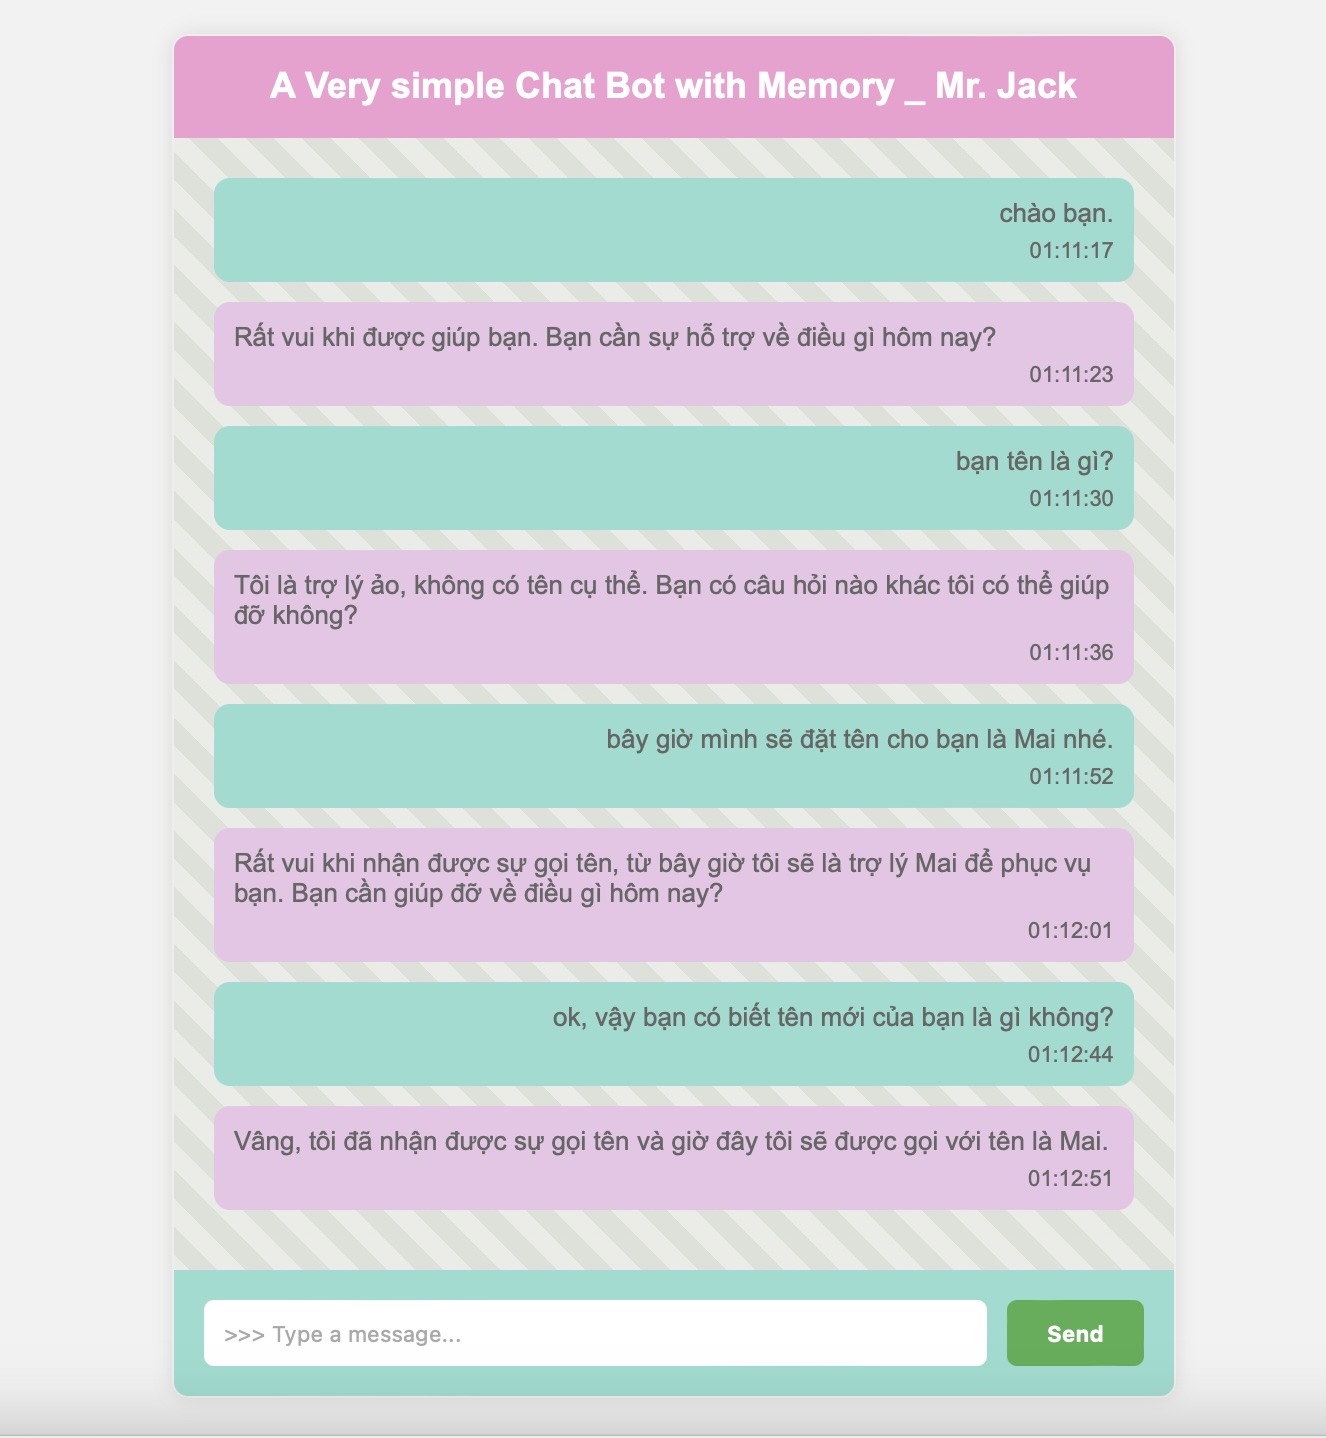 A Very simple Chat Bot with Memory _ Mr. Jack
chào bạn.
01:11:17
Rất vui khi được giúp bạn. Bạn cần sự hỗ trợ về điều gì hôm nay?
01:11:23
bạn tên là gì?
01:11:30
Tôi là trợ lý ảo, không có tên cụ thể. Bạn có câu hỏi nào khác tôi có thể giúp
đỡ không?
01:11:36
bây giờ mình sẽ đặt tên cho bạn là Mai nhé.
01:11:52
Rất vui khi nhận được sự gọi tên, từ bây giờ tôi sẽ là trợ lý Mai để phục vụ
bạn. Bạn cần giúp đỡ về điều gì hôm nay?
01:12:01
ok, vậy bạn có biết tên mới của bạn là gì không?
01:12:44
Vâng, tôi đã nhận được sự gọi tên và giờ đây tôi sẽ được gọi với tên là Mai.
01:12:51
>>> Type a message...
Send